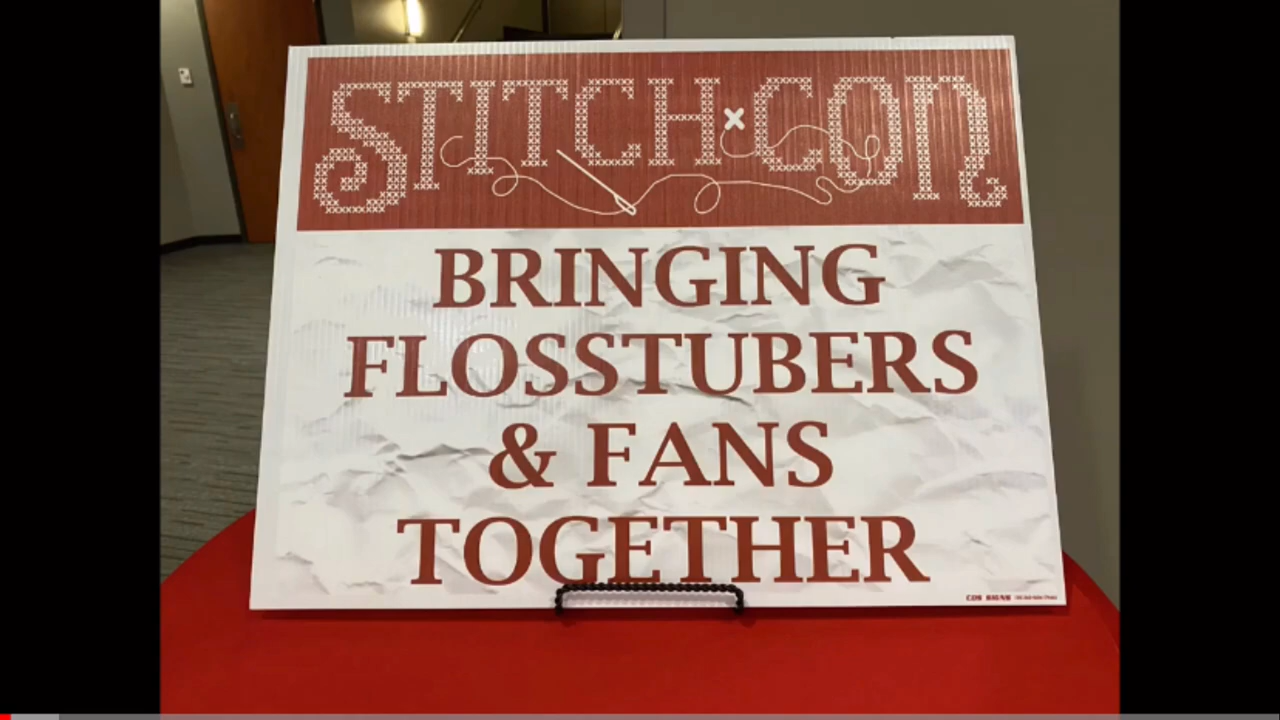 STITCH×CON
BRINGING
FLOSSTUBERS
& FANS
TOGETHER